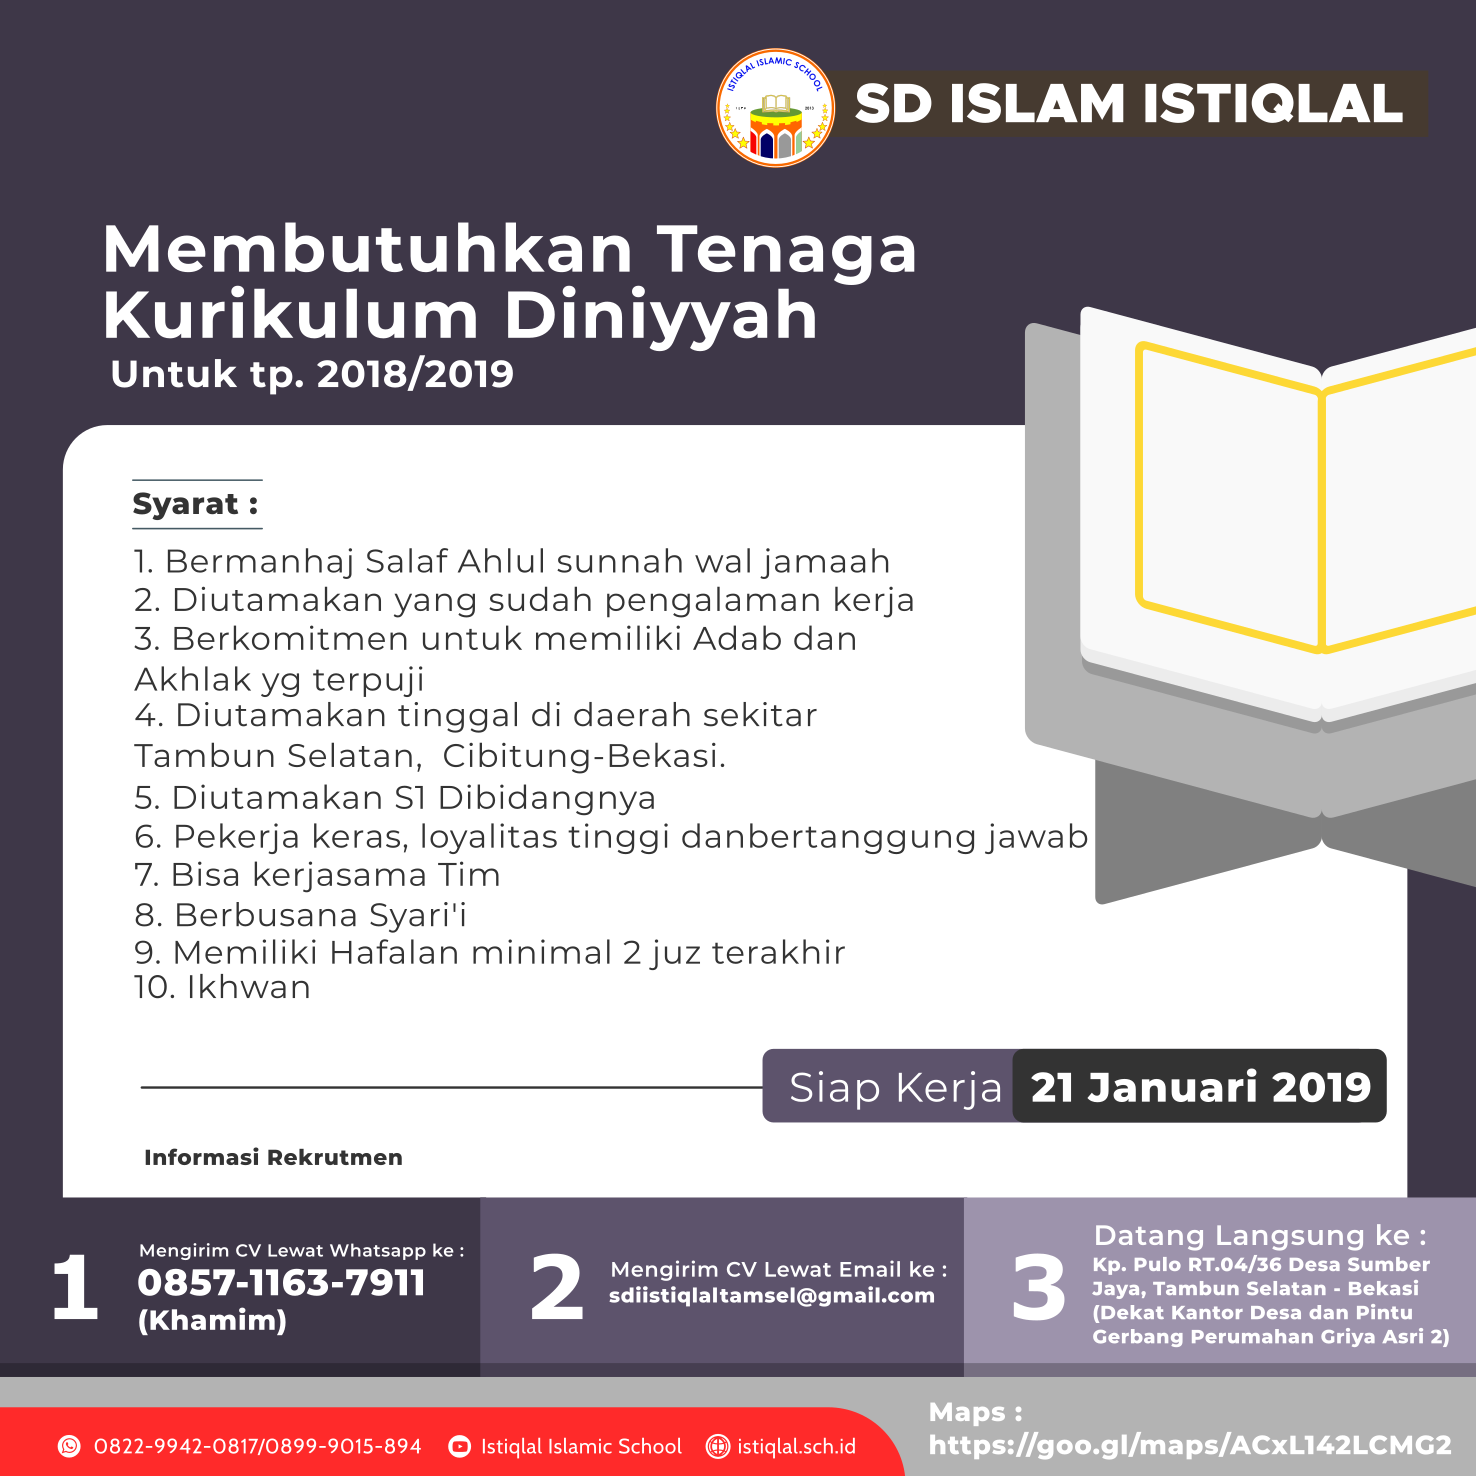 ISTIQLAL ISLAMIC SCHOOL
2013
SD ISLAM ISTIQLAL
Membutuhkan Tenaga
Kurikulum Diniyyah
Untuk tp. 2018/2019
Syarat :
1. Bermanhaj Salaf Ahlul sunnah wal jamaah
2. Diutamakan yang sudah pengalaman kerja
3. Berkomitmen untuk memiliki Adab dan
Akhlak yg terpuji
4. Diutamakan tinggal di daerah sekitar
Tambun Selatan,  Cibitung-Bekasi.
5. Diutamakan S1 Dibidangnya
6. Pekerja keras, loyalitas tinggi danbertanggung jawab
7. Bisa kerjasama Tim
8. Berbusana Syari'i
9. Memiliki Hafalan minimal 2 juz terakhir
10. Ikhwan
Siap Kerja 21 Januari 2019
Informasi Rekrutmen
1
Mengirim CV Lewat Whatsapp ke :
0857-1163-7911
(Khamim)
2
Mengirim CV Lewat Email ke :
sdiistiqlaltamsel@gmail.com
3
Datang Langsung ke :
Kp. Pulo RT.04/36 Desa Sumber
Jaya, Tambun Selatan - Bekasi
(Dekat Kantor Desa dan Pintu
Gerbang Perumahan Griya Asri 2)
0822-9942-0817/0899-9015-894 Istiqlal Islamic School istiqlal.sch.id
Maps :
https://goo.gl/maps/ACxL142LCMG2